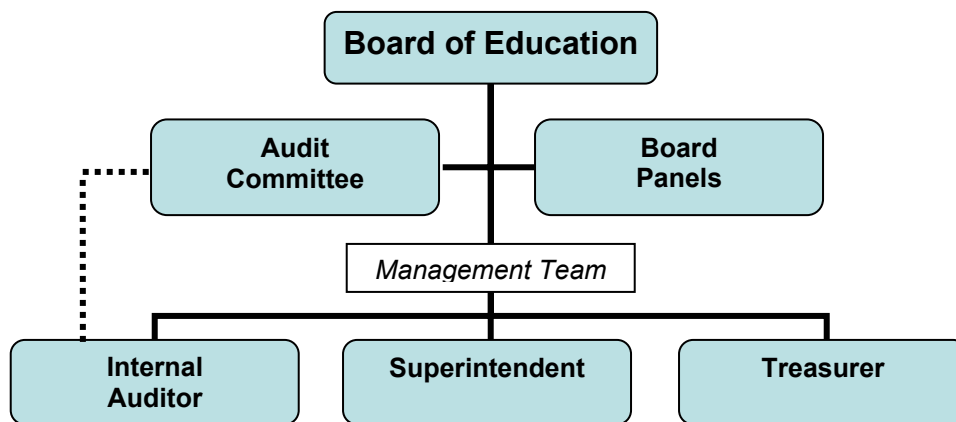 Board of Education
Audit
Committee
Board
Panels
Management Team
Internal
Auditor
Superintendent
Treasurer